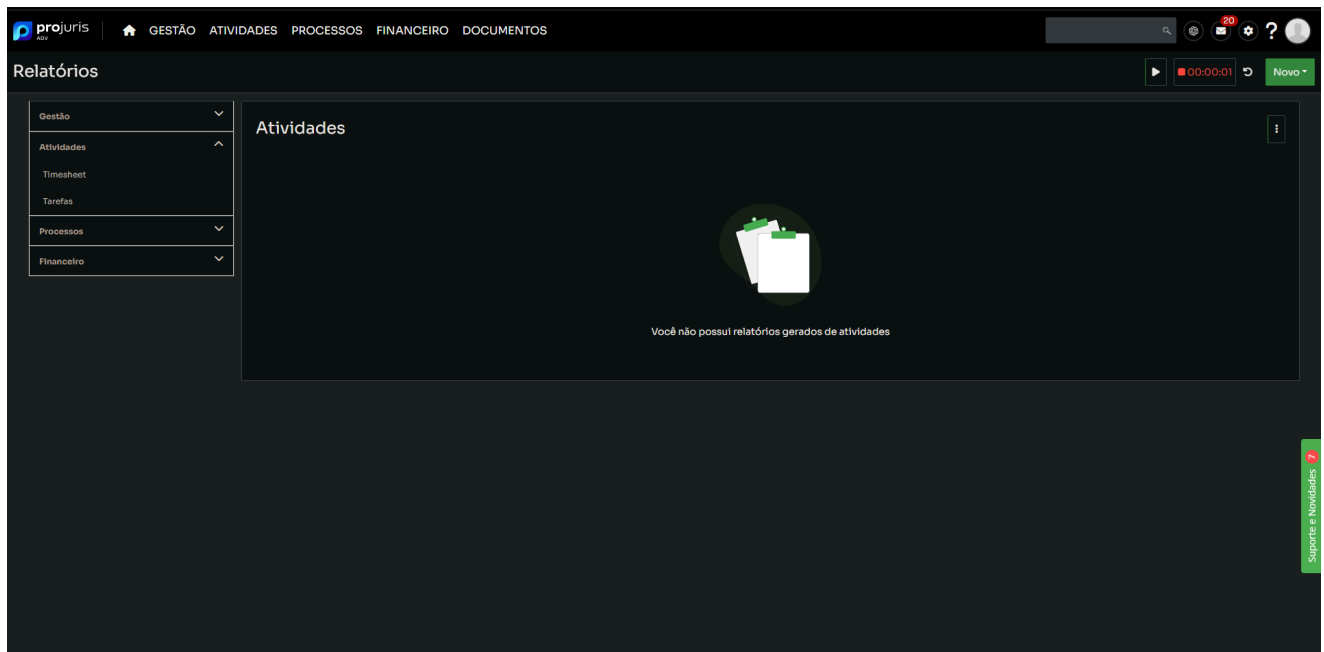 projuris
ADV
GESTÃO ATIVIDADES PROCESSOS FINANCEIRO DOCUMENTOS
20
?
Relatórios
00:00:01
Novo
Gestão
Atividades
Timesheet
Tarefas
Processos
Financeiro
Atividades
Você não possui relatórios gerados de atividades
Suporte e Novidades 7